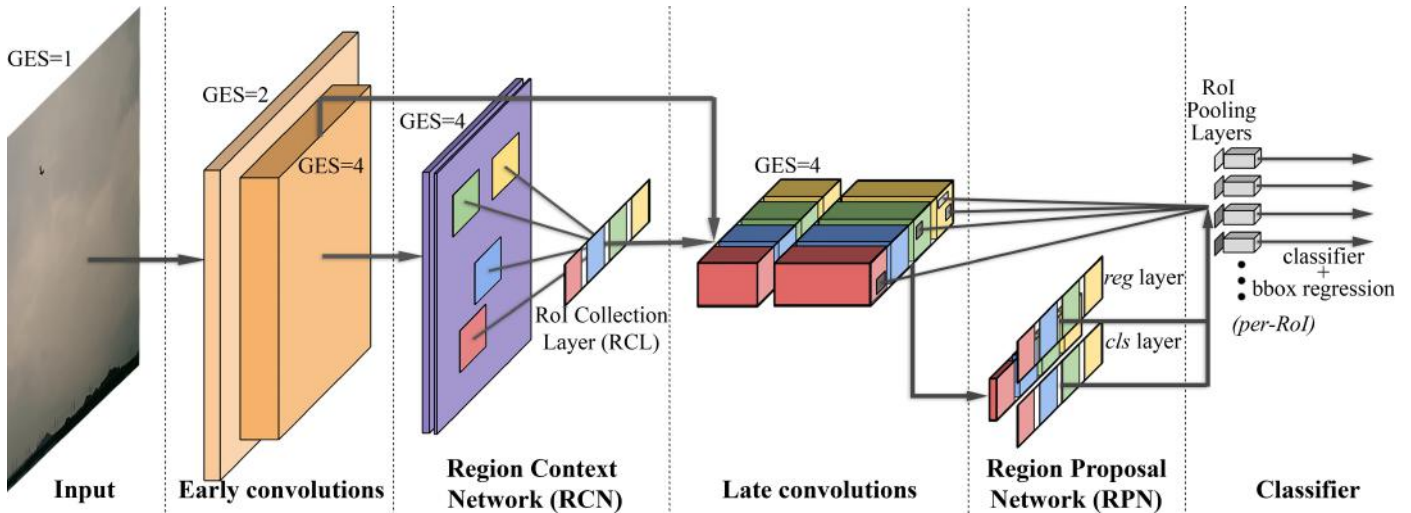 GES=1
GES=2
GES=4
GES=4
RoI Collection
Layer (RCL)
GES=4
reg layer
cls layer
RoI
Pooling
Layers
classifier
+
bbox regression
(per-RoI)
Input
Early convolutions
Region Context
Network (RCN)
Late convolutions
Region Proposal
Network (RPN)
Classifier